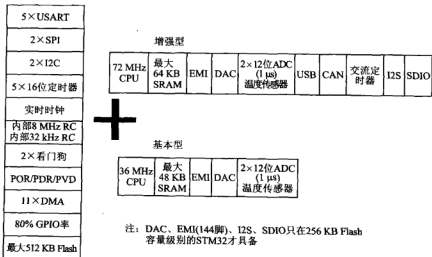 5×USART
2×SPI
2×I2C
5×16位定时器
实时时钟
内部8 MHz RC
内部32 kHz RC
2×看门狗
POR/PDR/PVD
11×DMA
80% GPIO率
最大512 KB Flash
增强型
72 MHz
CPU
最大
64 KB
SRAM
EMI
DAC
2×12位ADC
(1 μs)
温度传感器
USB
CAN
交流定
时器
I2S
SDIO
基本型
36 MHz
CPU
最大
48 KB
SRAM
EMI
DAC
2×12位ADC
(1 μs)
温度传感器
注：DAC、EMI(144脚)、I2S、SDIO只在256 KB Flash
容量级别的STM32才具备